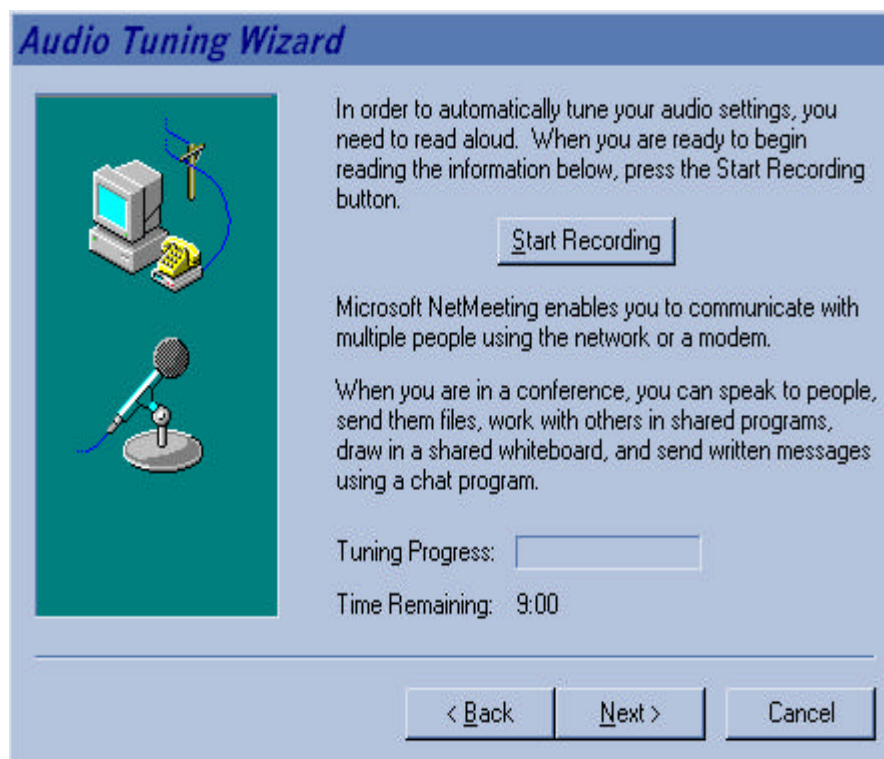 Audio Tuning Wizard
In order to automatically tune your audio settings, you
need to read aloud.  When you are ready to begin
reading the information below, press the Start Recording
button.
Start Recording
Microsoft NetMeeting enables you to communicate with
multiple people using the network or a modem.
When you are in a conference, you can speak to people,
send them files, work with others in shared programs,
draw in a shared whiteboard, and send written messages
using a chat program.
Tuning Progress:
Time Remaining: 9:00
< Back Next > Cancel